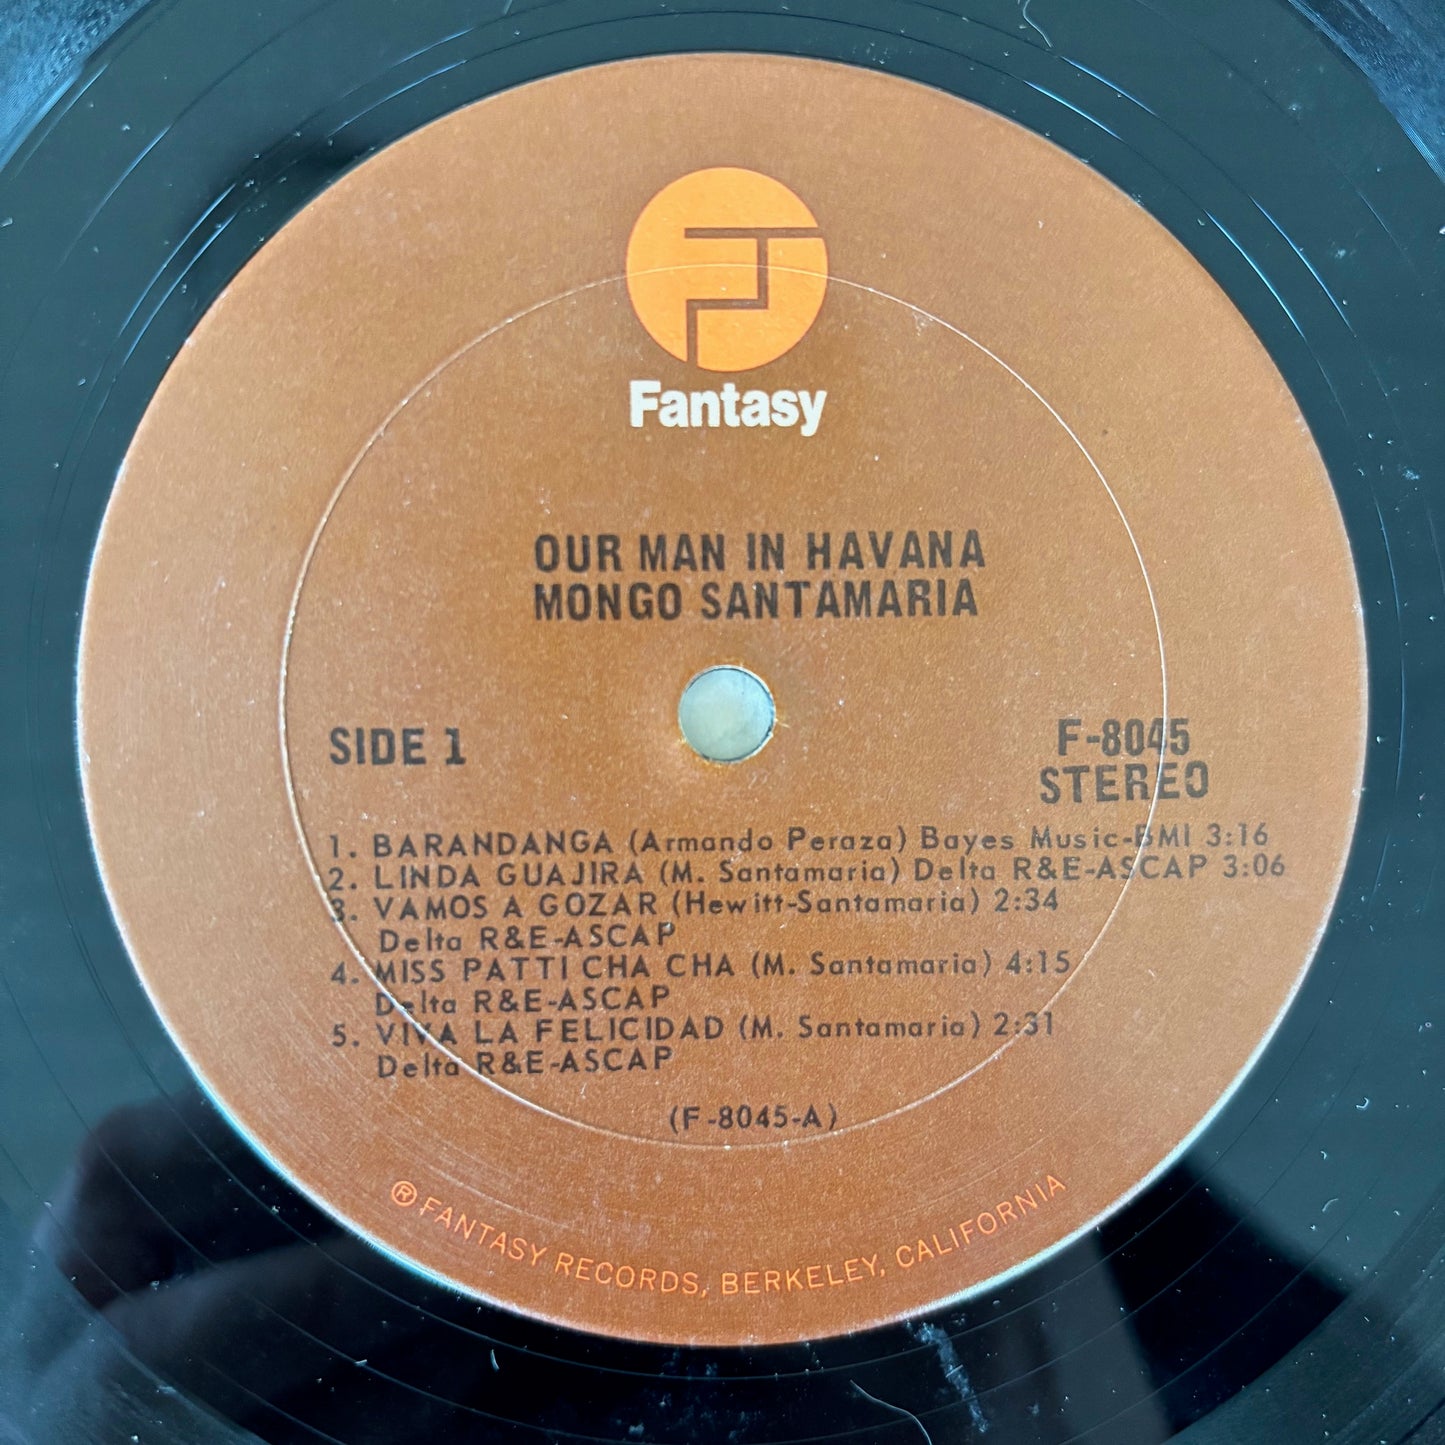 Fantasy
OUR MAN IN HAVANA
MONGO SANTAMARIA
SIDE 1
F-8045
STEREO
1. BARANDANGA (Armando Peraza) Bayes Music-BMI 3:16
2. LINDA GUAJIRA (M. Santamaria) Delta R&E-ASCAP 3:06
3. VAMOS A GOZAR (Hewitt-Santamaria) 2:34
Delta R&E-ASCAP
4. MISS PATTI CHA CHA (M. Santamaria) 4:15
Delta R&E-ASCAP
5. VIVA LA FELICIDAD (M. Santamaria) 2:31
Delta R&E-ASCAP
(F-8045-A)
® FANTASY RECORDS, BERKELEY, CALIFORNIA